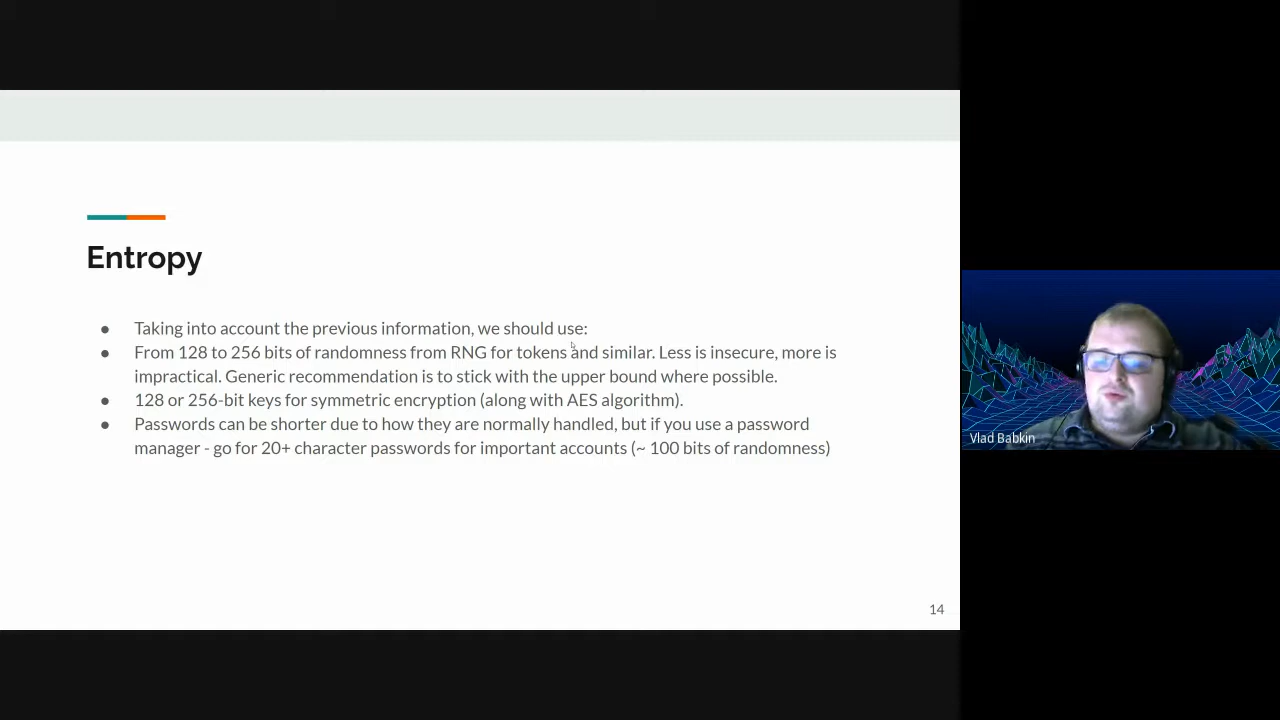 Entropy
● Taking into account the previous information, we should use:
● From 128 to 256 bits of randomness from RNG for tokens and similar. Less is insecure, more is
impractical. Generic recommendation is to stick with the upper bound where possible.
● 128 or 256-bit keys for symmetric encryption (along with AES algorithm).
● Passwords can be shorter due to how they are normally handled, but if you use a password
manager - go for 20+ character passwords for important accounts (~ 100 bits of randomness)
14
Vlad Babkin